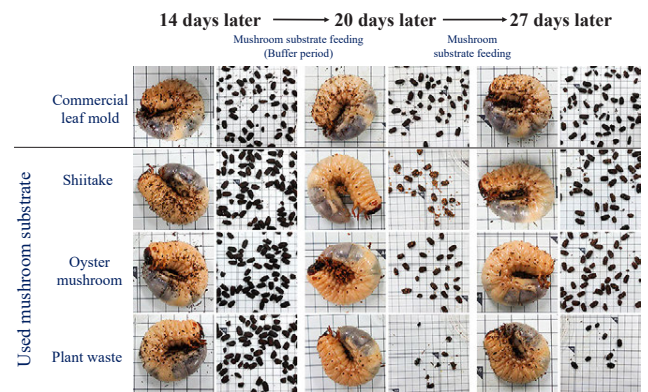 14 days later
20 days later
27 days later
Mushroom substrate feeding
(Buffer period)
Mushroom
substrate feeding
Commercial
leaf mold
Used mushroom substrate
Shiitake
Oyster
mushroom
Plant waste